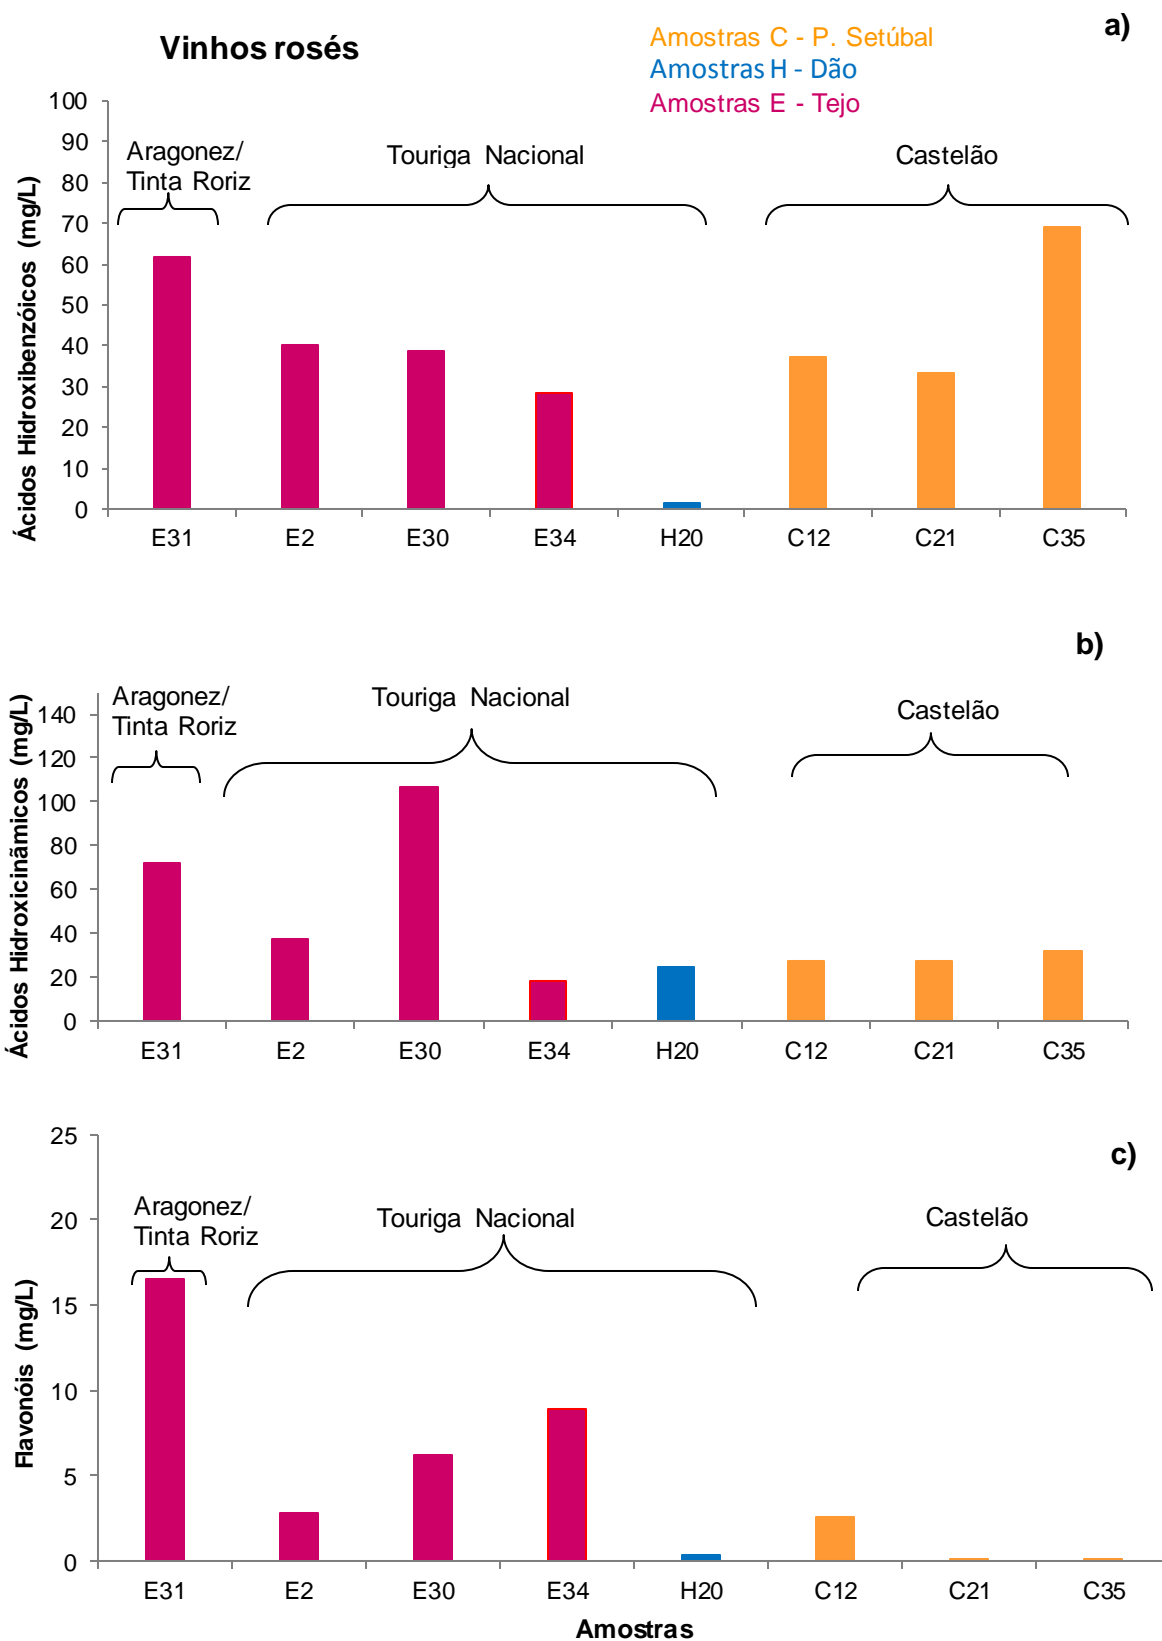 Vinhos rosés
Amostras C - P. Setúbal
Amostras H - Dão
Amostras E - Tejo
a)
Ácidos Hidroxibenzóicos (mg/L)
100
90
80
70
60
50
40
30
20
10
0
Aragonez/
Tinta Roriz
Touriga Nacional
Castelão
E31 E2 E30 E34 H20 C12 C21 C35
b)
Ácidos Hidroxicinãmicos (mg/L)
140
120
100
80
60
40
20
0
Aragonez/
Tinta Roriz
Touriga Nacional
Castelão
E31 E2 E30 E34 H20 C12 C21 C35
c)
Flavonóis (mg/L)
25
20
15
10
5
0
Aragonez/
Tinta Roriz
Touriga Nacional
Castelão
E31 E2 E30 E34 H20 C12 C21 C35
Amostras